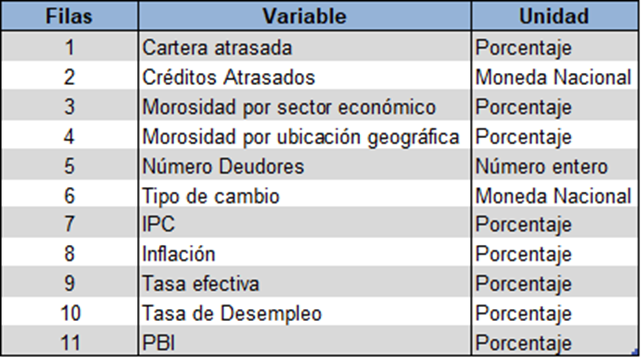 Filas Variable Unidad
1 Cartera atrasada Porcentaje
2 Créditos Atrasados Moneda Nacional
3 Morosidad por sector económico Porcentaje
4 Morosidad por ubicación geográfica Porcentaje
5 Número Deudores Número entero
6 Tipo de cambio Moneda Nacional
7 IPC Porcentaje
8 Inflación Porcentaje
9 Tasa efectiva Porcentaje
10 Tasa de Desempleo Porcentaje
11 PBI Porcentaje